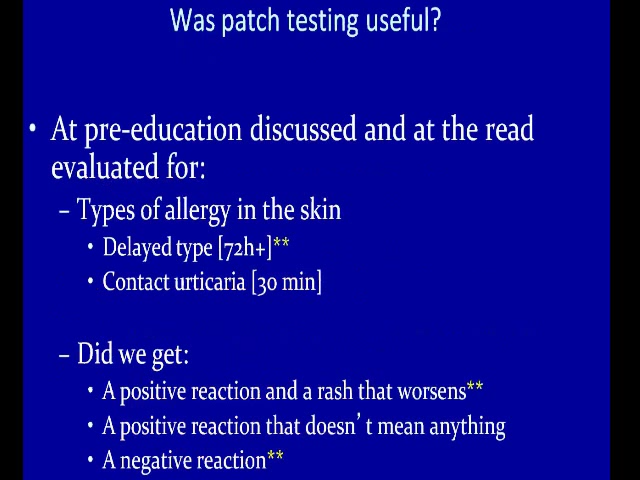 Was patch testing useful?
• At pre-education discussed and at the read
evaluated for:
– Types of allergy in the skin
• Delayed type [72h+]**
• Contact urticaria [30 min]
– Did we get:
• A positive reaction and a rash that worsens**
• A positive reaction that doesn't mean anything
• A negative reaction**